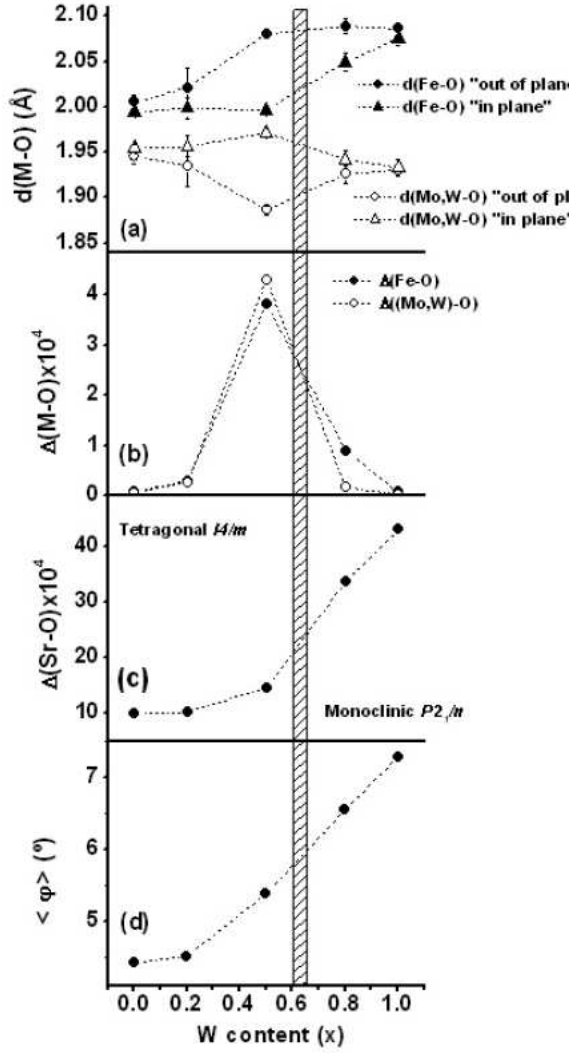 2.10
2.05
2.00
1.95
1.90
1.85
d(M-O) (Å)
d(Fe-O) "out of plane
d(Fe-O) "in plane"
d(Mo,W-O) "out of pl
d(Mo,W-O) "in plane"
(a)
4
3
2
1
0
Δ(M-O)x10⁴
Δ(Fe-O)
Δ((Mo,W)-O)
(b)
40
30
20
10
Δ(Sr-O)x10⁴
Tetragonal I4/m
(c)
Monoclinic P2₁/n
7
6
5
< φ> (º)
(d)
0.0 0.2 0.4 0.6 0.8 1.0
W content (x)